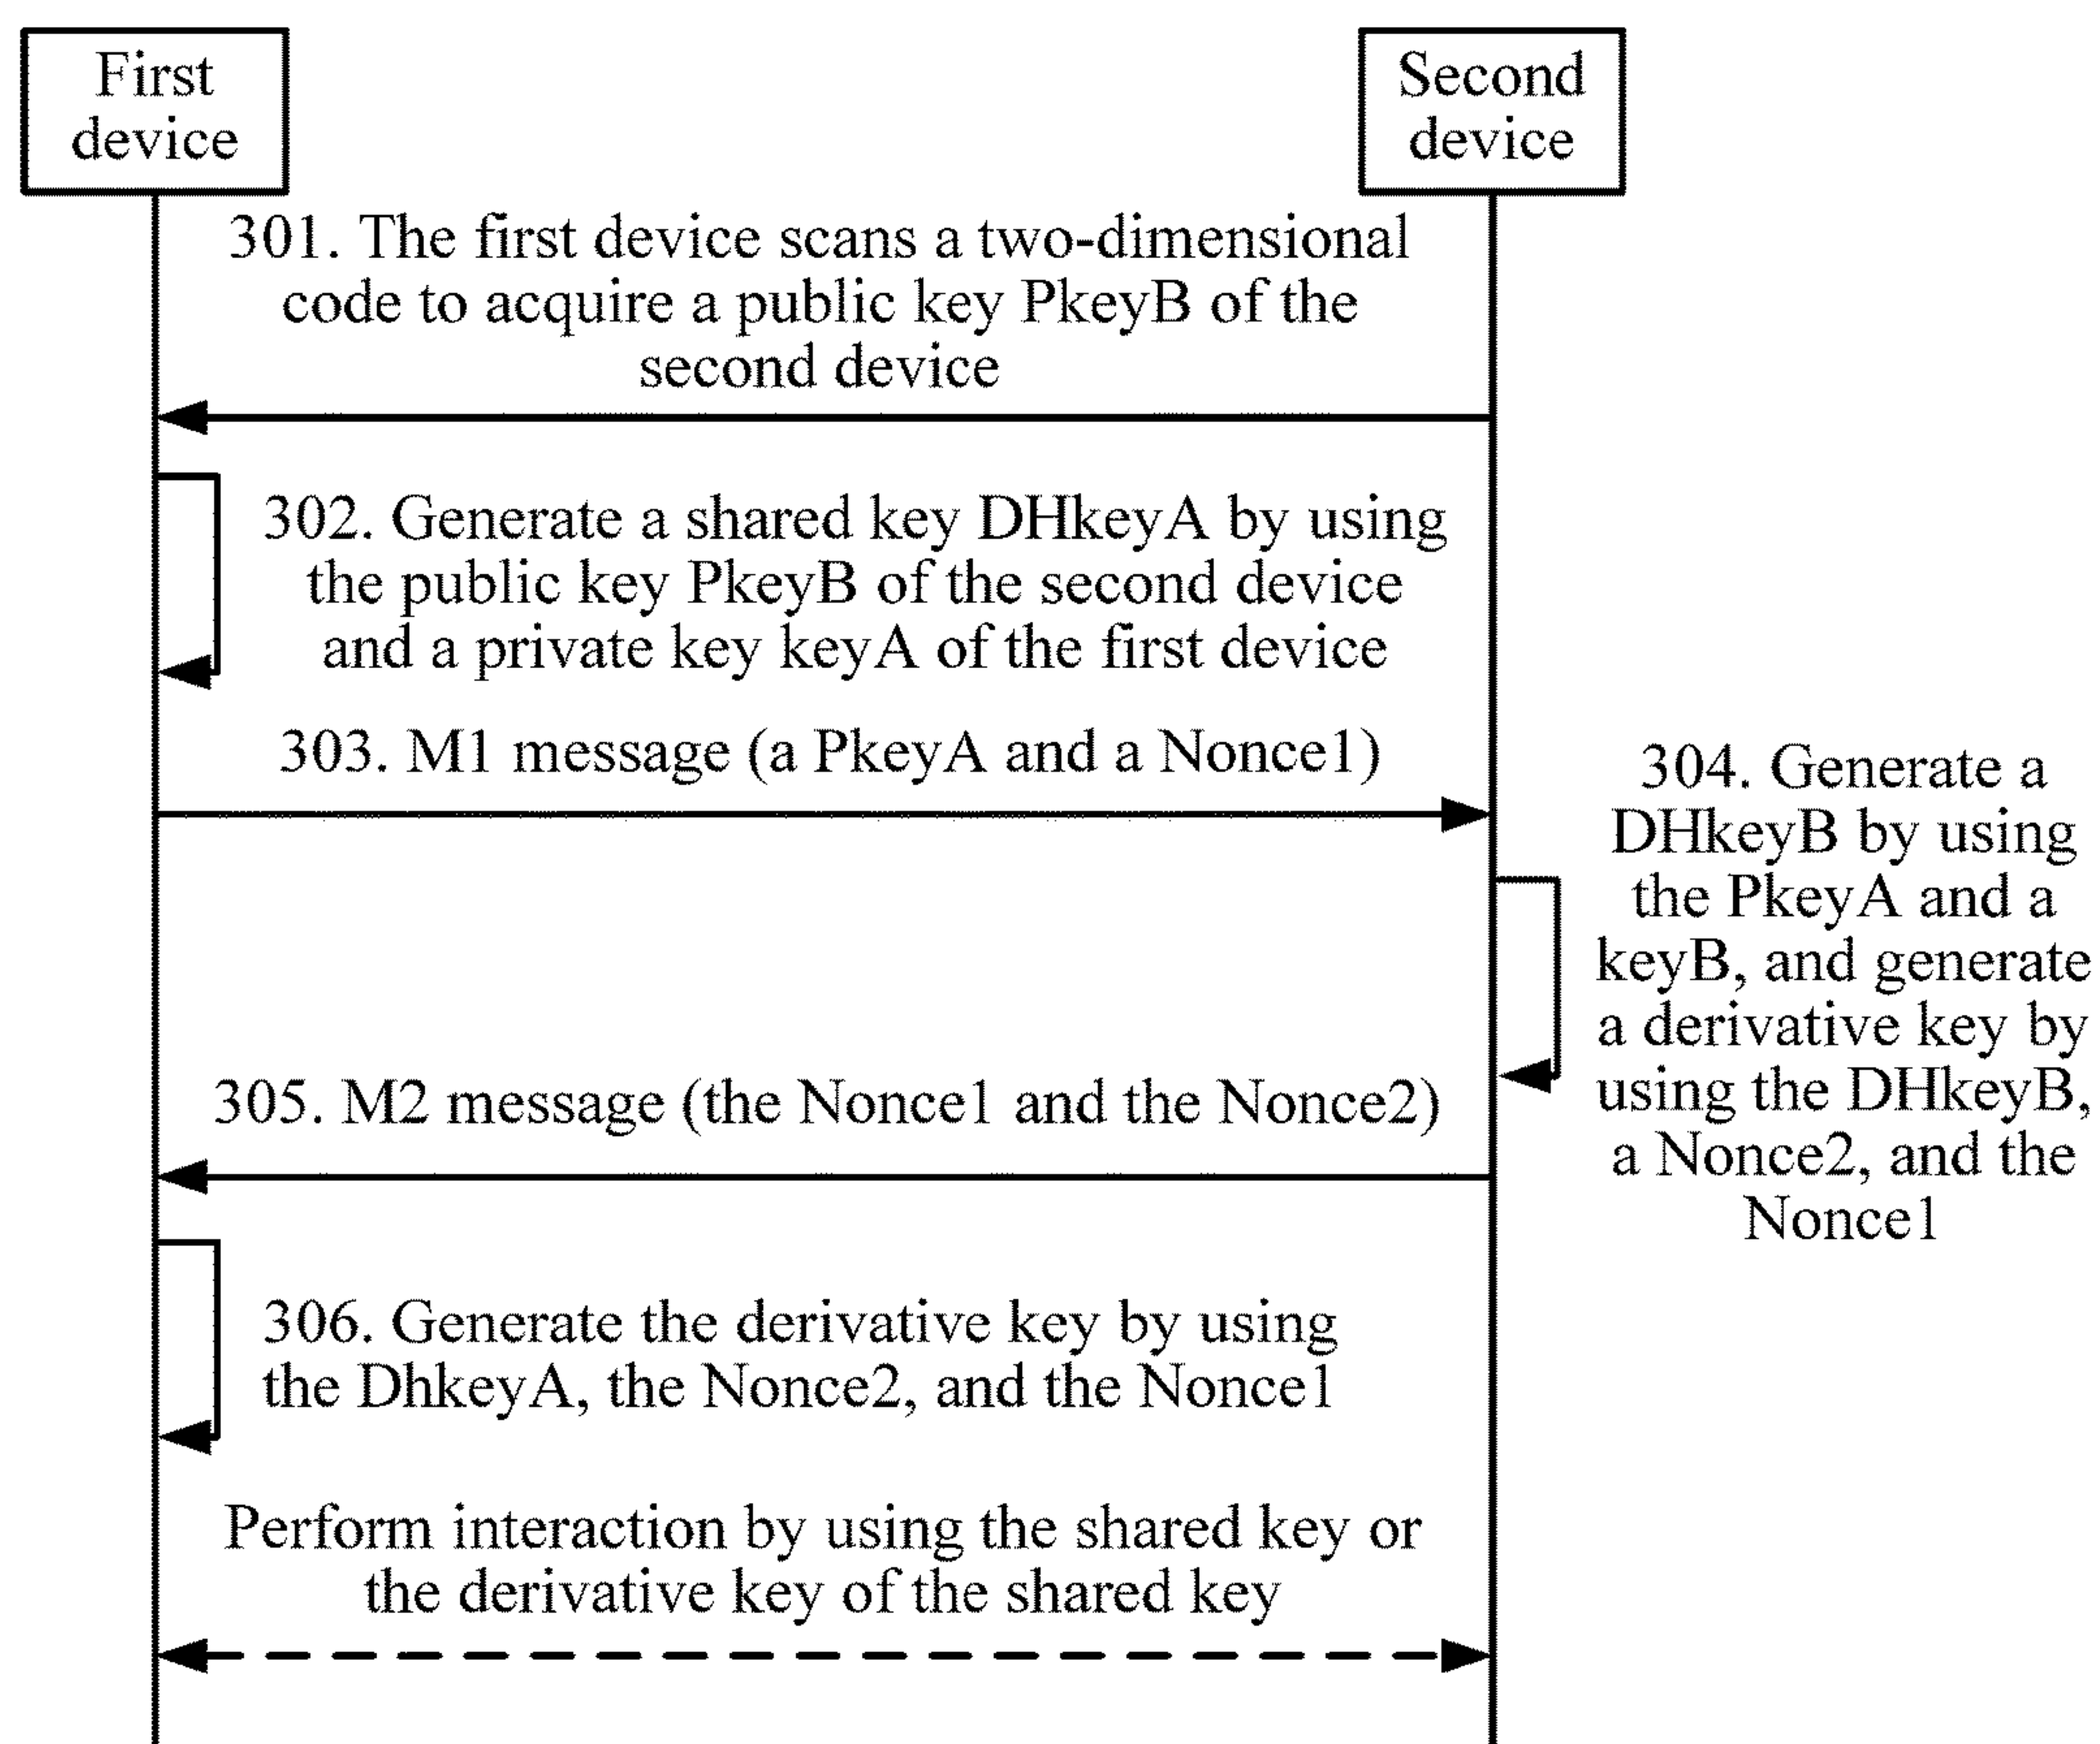 First
device
Second
device
301. The first device scans a two-dimensional
code to acquire a public key PkeyB of the
second device
302. Generate a shared key DHkeyA by using
the public key PkeyB of the second device
and a private key keyA of the first device
303. M1 message (a PkeyA and a Nonce1)
304. Generate a
DHkeyB by using
the PkeyA and a
keyB, and generate
a derivative key by
using the DHkeyB,
a Nonce2, and the
Nonce1
305. M2 message (the Nonce1 and the Nonce2)
306. Generate the derivative key by using
the DhkeyA, the Nonce2, and the Nonce1
Perform interaction by using the shared key or
the derivative key of the shared key